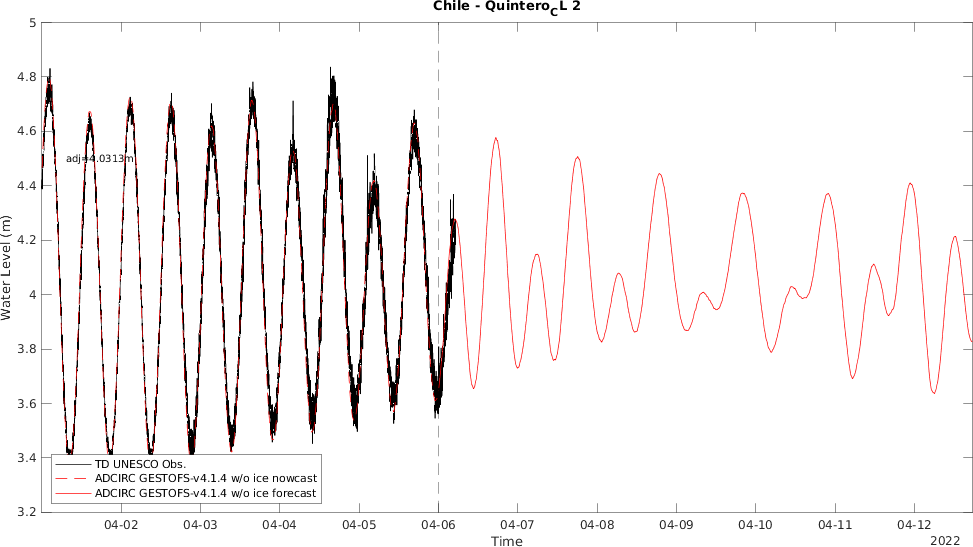 Chile - Quintero_CL 2
Water Level (m)
5
4.8
4.6
4.4
4.2
4
3.8
3.6
3.4
3.2
adj=4.0313m
TD UNESCO Obs.
ADCIRC GESTOFS-v4.1.4 w/o ice nowcast
ADCIRC GESTOFS-v4.1.4 w/o ice forecast
04-02 04-03 04-04 04-05 04-06 04-07 04-08 04-09 04-10 04-11 04-12
Time
2022